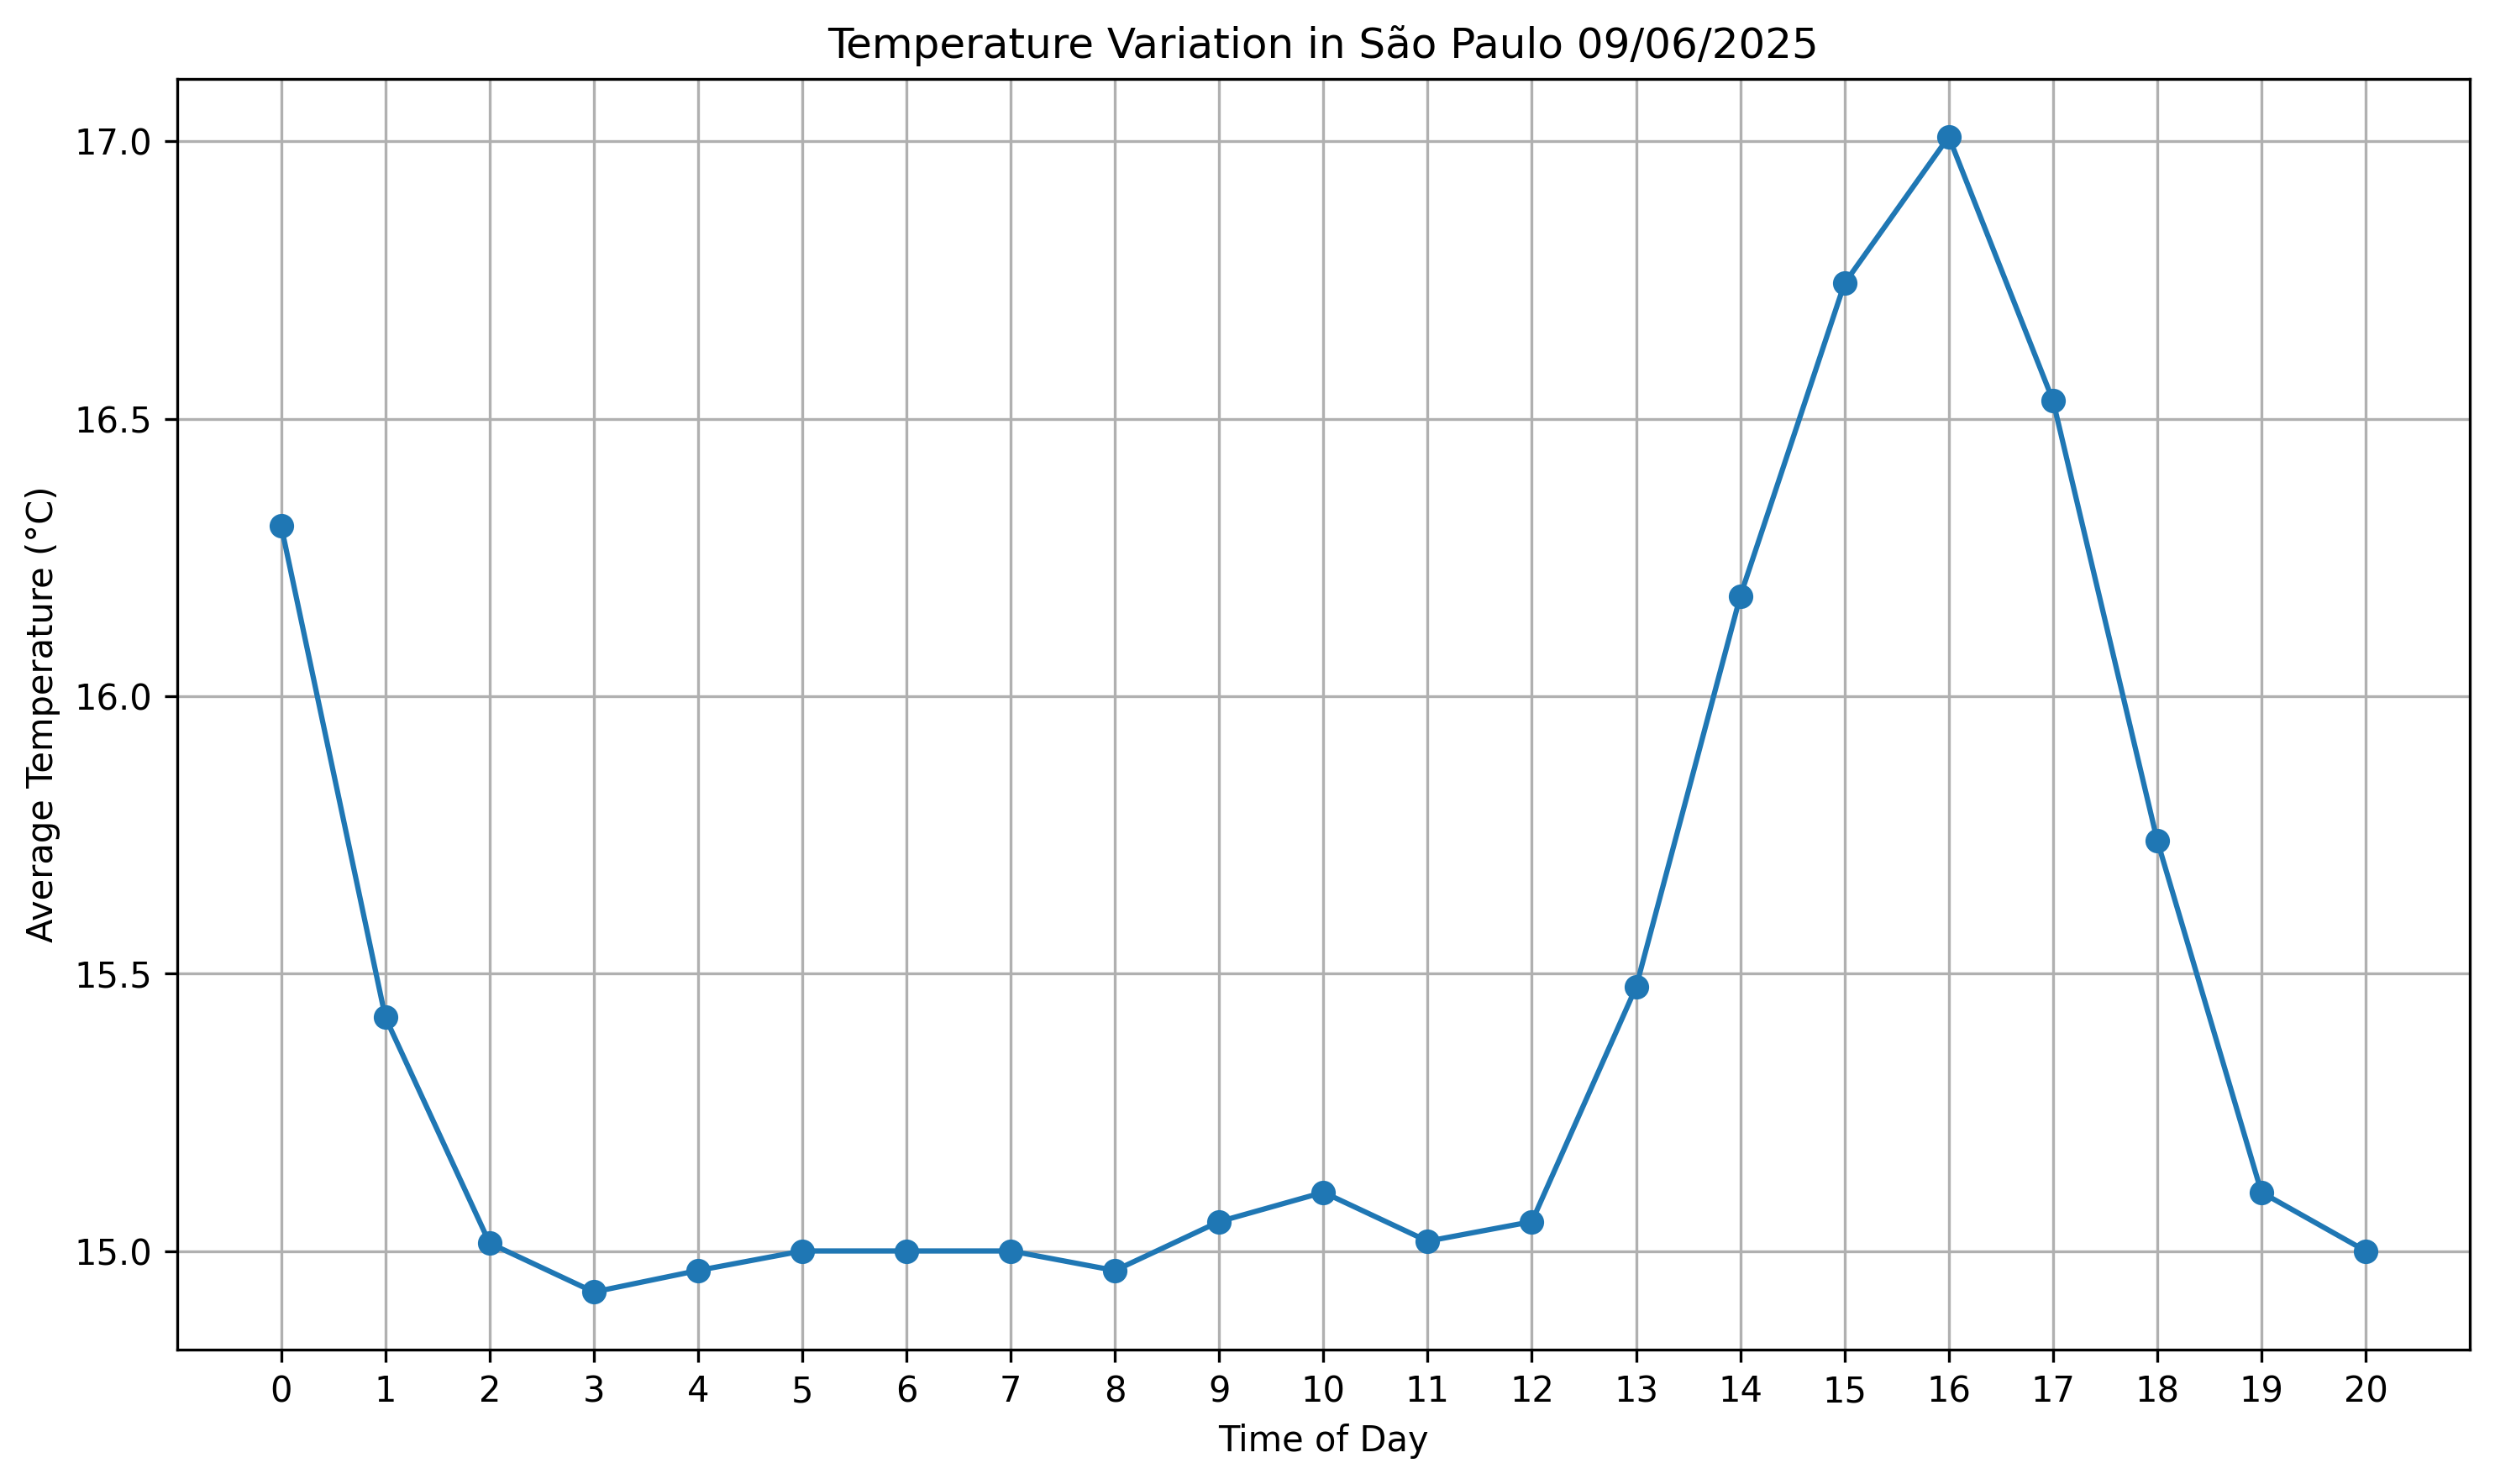 Temperature Variation in São Paulo 09/06/2025
17.0
16.5
16.0
15.5
15.0
Average Temperature (°C)
0 1 2 3 4 5 6 7 8 9 10 11 12 13 14 15 16 17 18 19 20
Time of Day